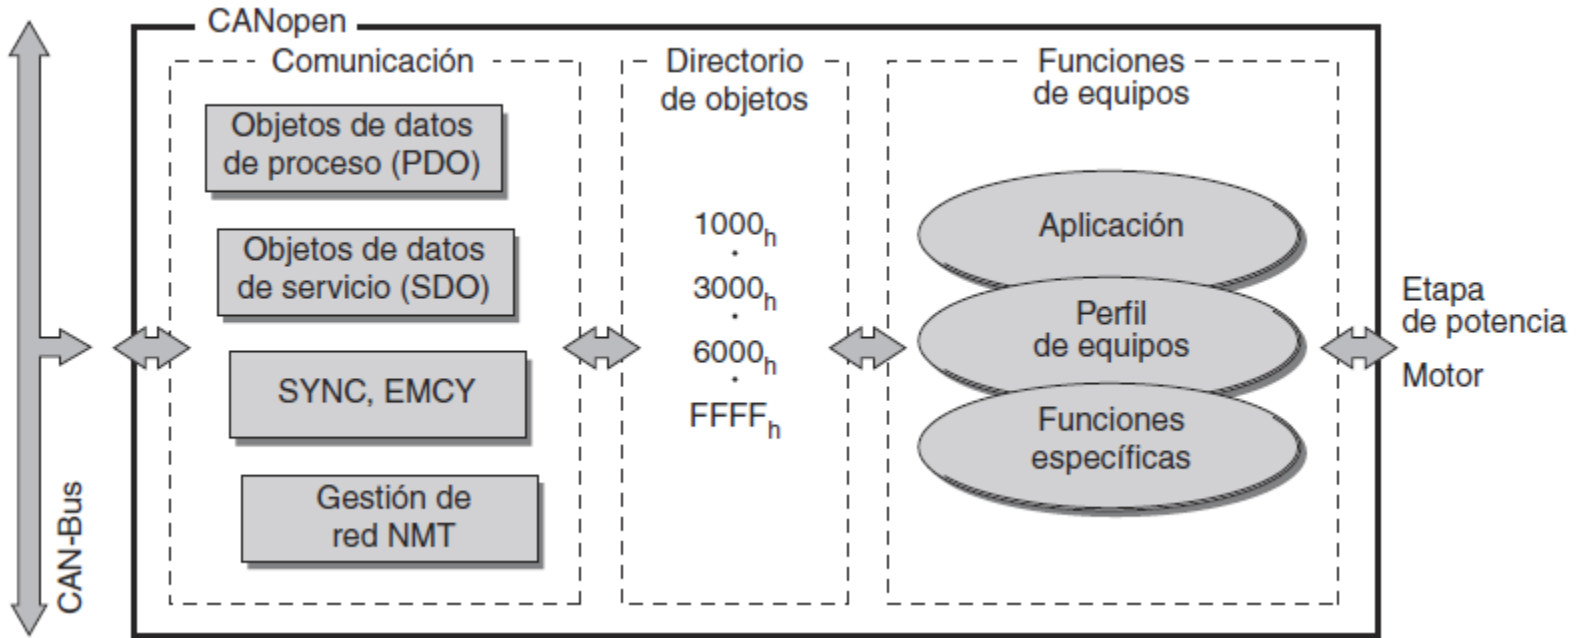 CANopen
Comunicación
Objetos de datos
de proceso (PDO)
Objetos de datos
de servicio (SDO)
SYNC, EMCY
Gestión de
red NMT
CAN-Bus
Directorio
de objetos
1000h
.
3000h
.
6000h
.
FFFFh
Funciones
de equipos
Aplicación
Perfil
de equipos
Funciones
específicas
Etapa
de potencia
Motor